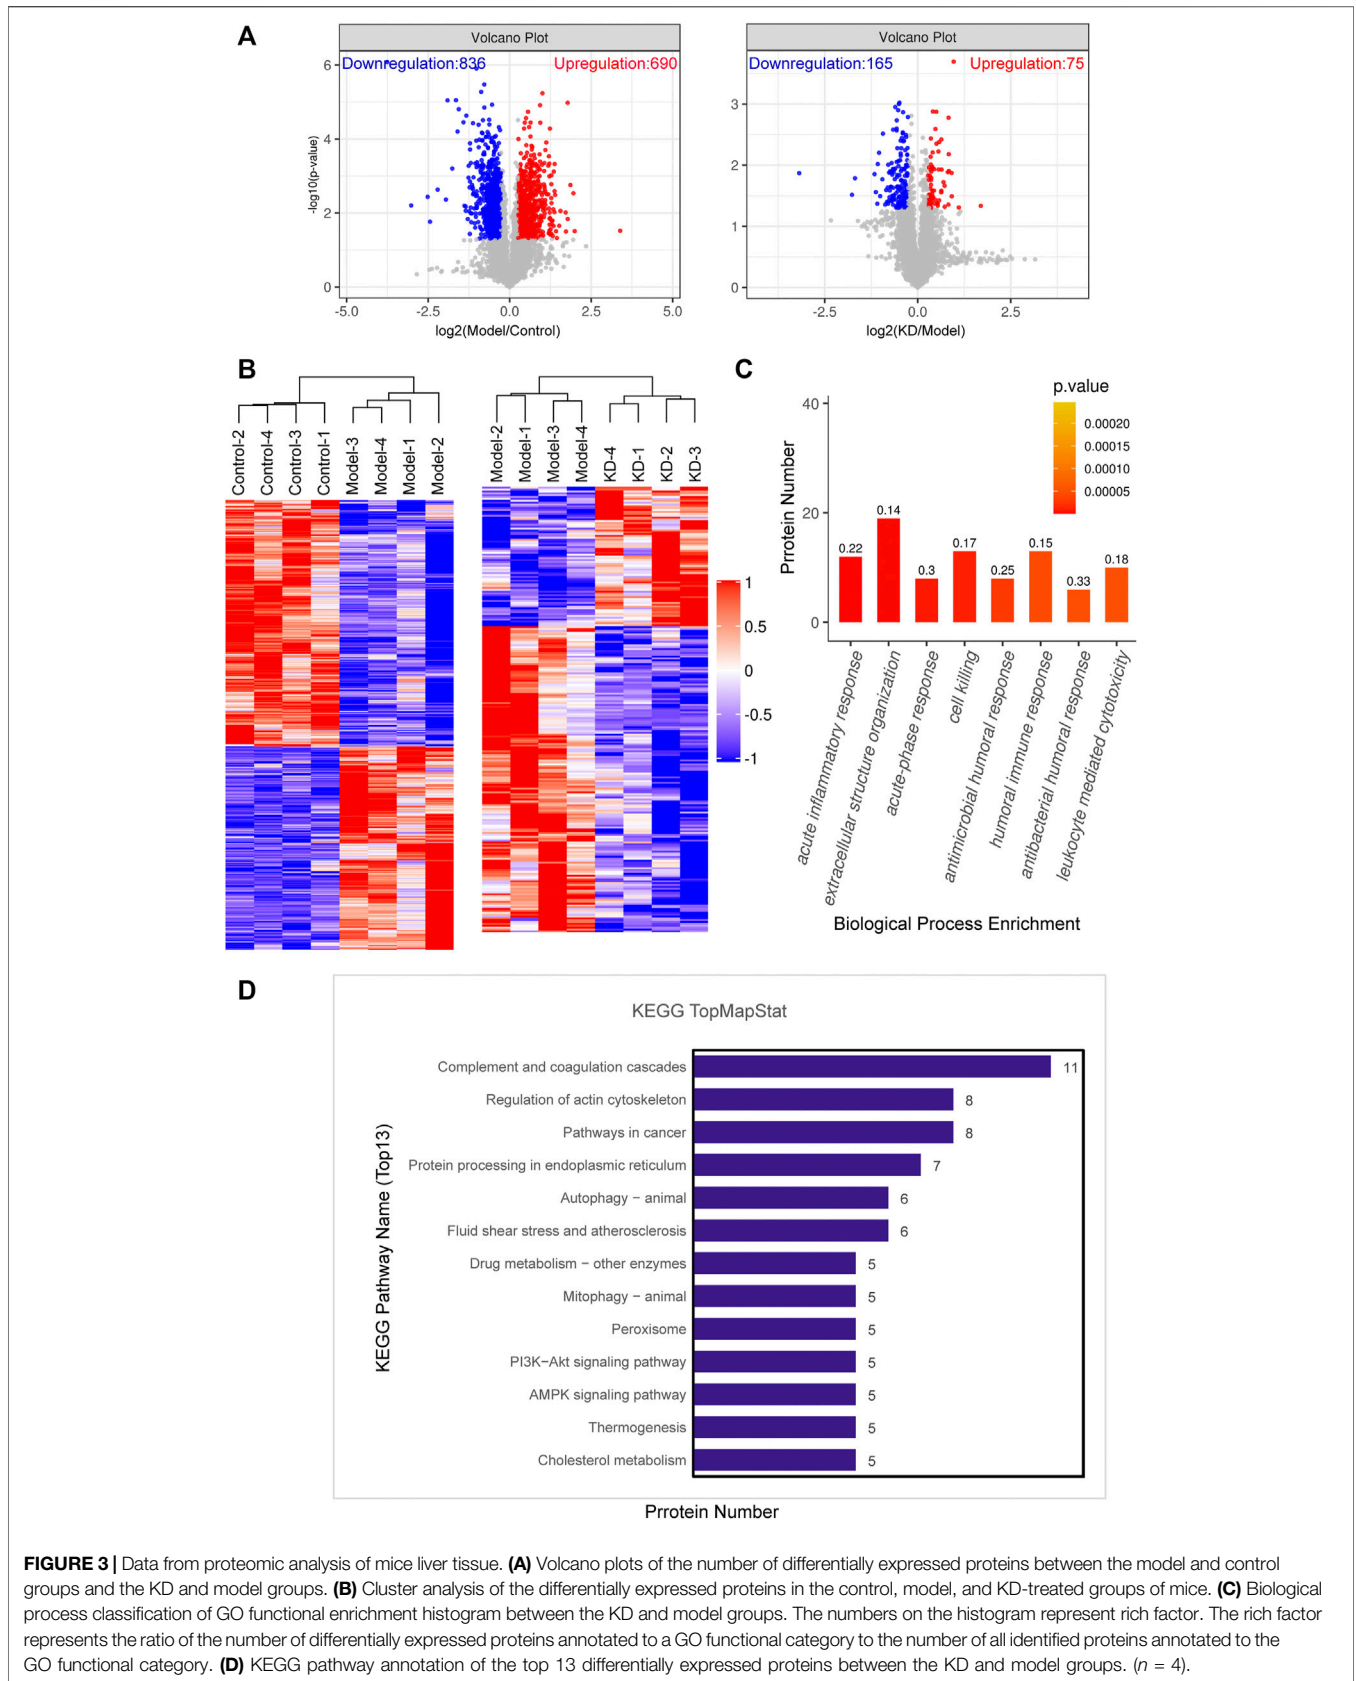 A
Volcano Plot
Downregulation:836
Upregulation:690
6
4
2
0
-log10(p-value)
-5.0
-2.5
0.0
2.5
5.0
log2(Model/Control)
Volcano Plot
Downregulation:165
Upregulation:75
3
2
1
0
-2.5
0.0
2.5
log2(KD/Model)
B
Control-2
Control-4
Control-3
Control-1
Model-3
Model-4
Model-1
Model-2
Model-2
Model-1
Model-3
Model-4
KD-4
KD-1
KD-2
KD-3
1
0.5
0
-0.5
-1
C
p.value
0.00020
0.00015
0.00010
0.00005
40
20
0
Prrotein Number
0.22
0.14
0.3
0.17
0.25
0.15
0.33
0.18
acute inflammatory response
extracellular structure organization
acute-phase response
cell killing
antimicrobial humoral response
humoral immune response
antibacterial humoral response
leukocyte mediated cytotoxicity
Biological Process Enrichment
D
KEGG TopMapStat
KEGG Pathway Name (Top13)
Complement and coagulation cascades 11
Regulation of actin cytoskeleton 8
Pathways in cancer 8
Protein processing in endoplasmic reticulum 7
Autophagy − animal 6
Fluid shear stress and atherosclerosis 6
Drug metabolism − other enzymes 5
Mitophagy − animal 5
Peroxisome 5
PI3K−Akt signaling pathway 5
AMPK signaling pathway 5
Thermogenesis 5
Cholesterol metabolism 5
Prrotein Number
FIGURE 3 | Data from proteomic analysis of mice liver tissue. (A) Volcano plots of the number of differentially expressed proteins between the model and control
groups and the KD and model groups. (B) Cluster analysis of the differentially expressed proteins in the control, model, and KD-treated groups of mice. (C) Biological
process classification of GO functional enrichment histogram between the KD and model groups. The numbers on the histogram represent rich factor. The rich factor
represents the ratio of the number of differentially expressed proteins annotated to a GO functional category to the number of all identified proteins annotated to the
GO functional category. (D) KEGG pathway annotation of the top 13 differentially expressed proteins between the KD and model groups. (n = 4).